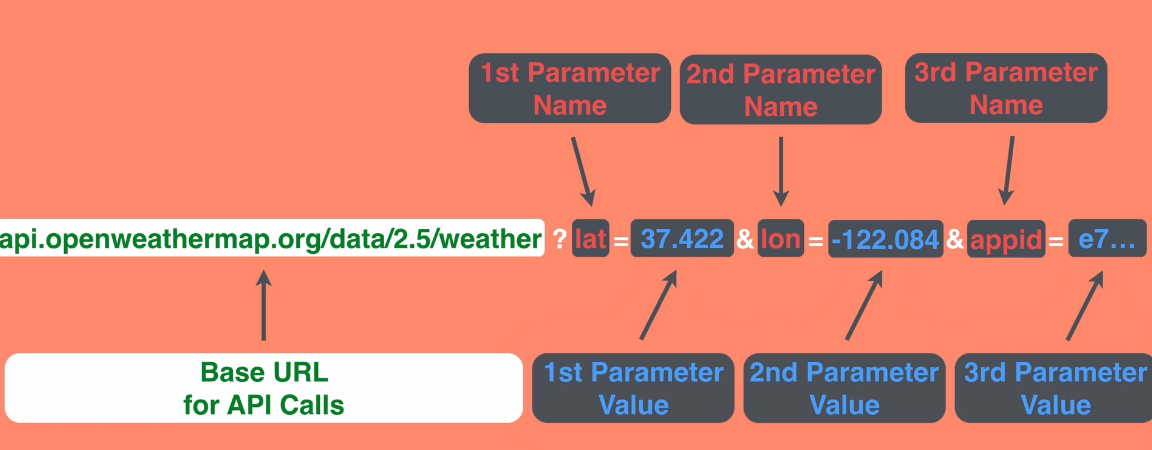 1st Parameter
Name
2nd Parameter
Name
3rd Parameter
Name
api.openweathermap.org/data/2.5/weather ? lat = 37.422 & lon = -122.084 & appid = e7...
Base URL
for API Calls
1st Parameter
Value
2nd Parameter
Value
3rd Parameter
Value